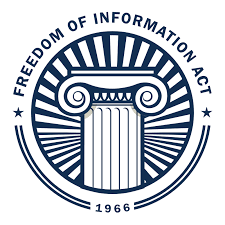 FREEDOM OF INFORMATION ACT
1966